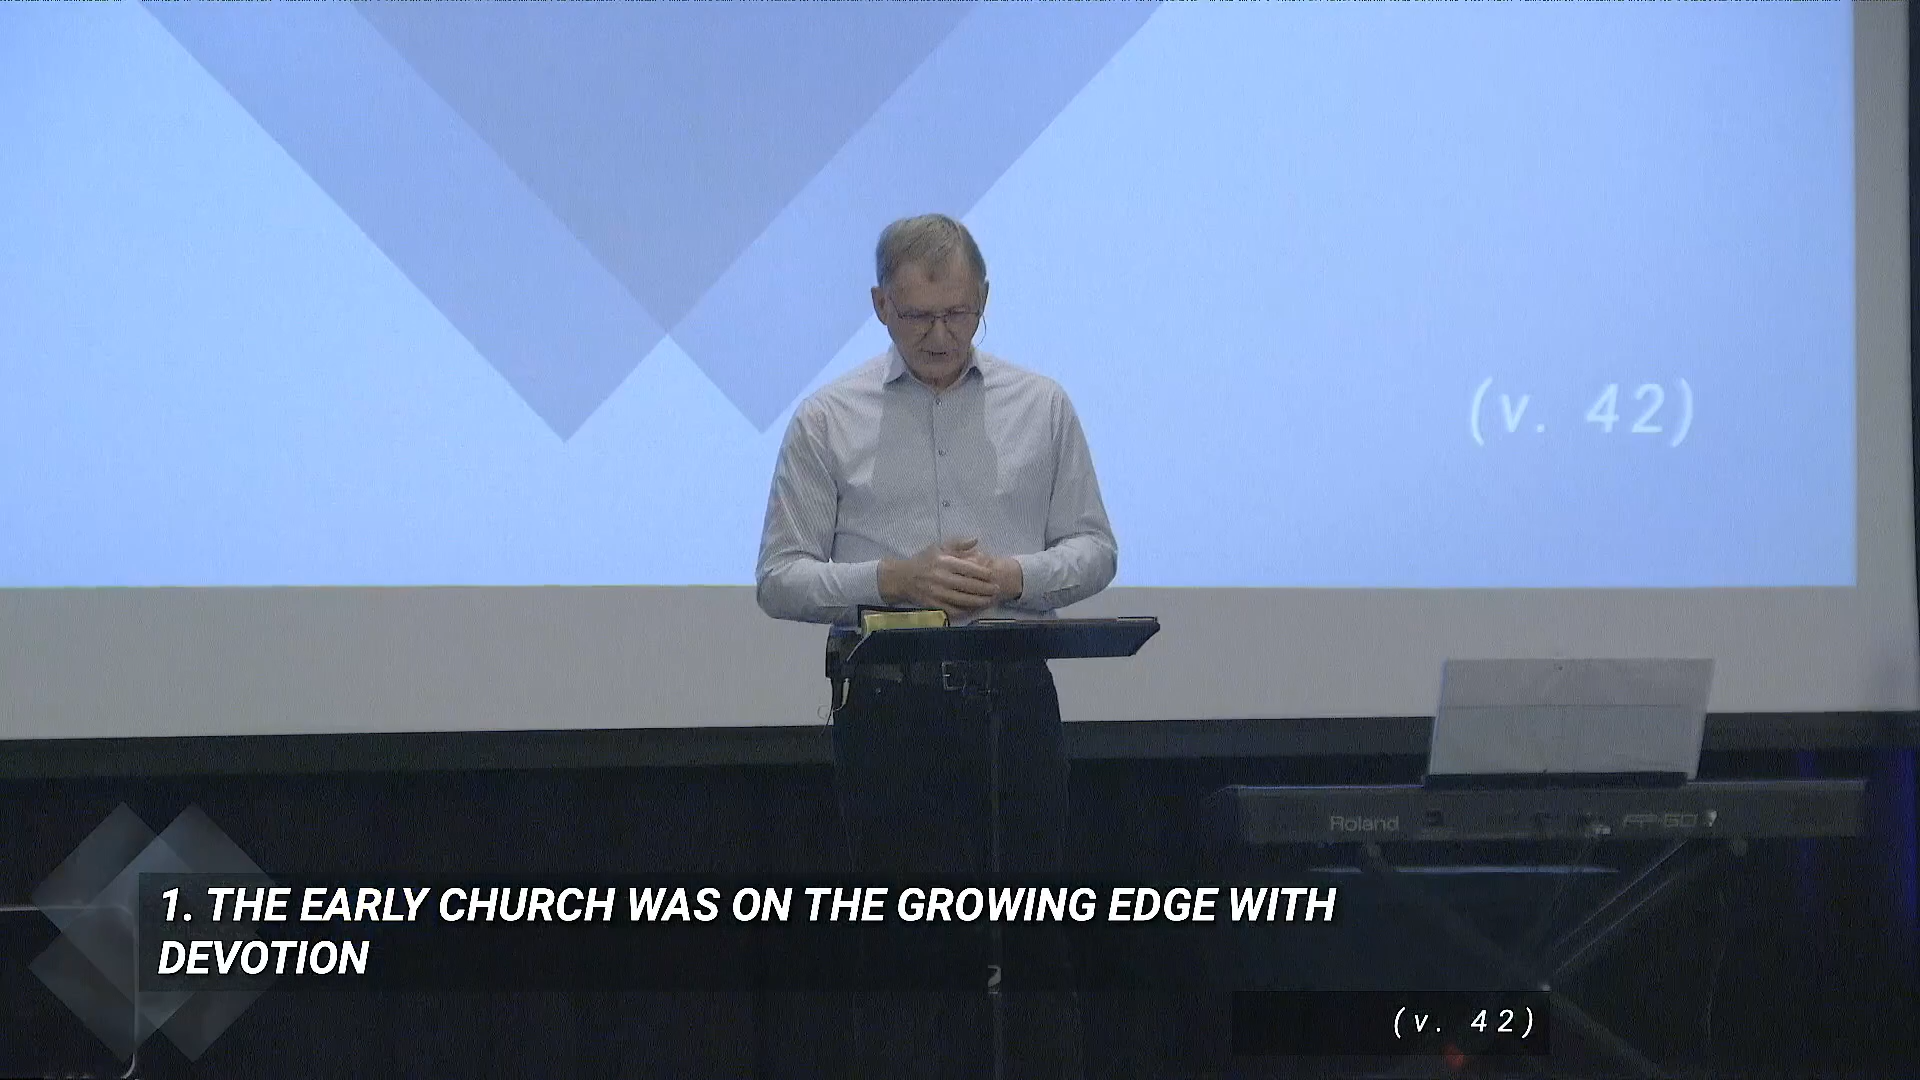 (v. 42)
Roland
1. THE EARLY CHURCH WAS ON THE GROWING EDGE WITH
DEVOTION
(v. 42)